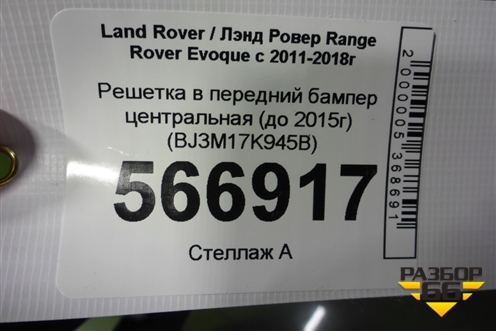 Land Rover / Лэнд Ровер Range
Rover Evoque с 2011-2018г
Решетка в передний бампер
центральная (до 2015г)
(BJ3M17K945B)
566917
Стеллаж А
2000005368691
РАЗБОР
66